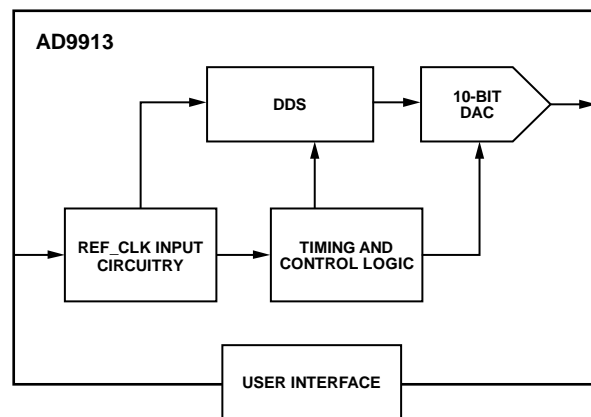 AD9913
DDS
10-BIT
DAC
REF_CLK INPUT
CIRCUITRY
TIMING AND
CONTROL LOGIC
USER INTERFACE